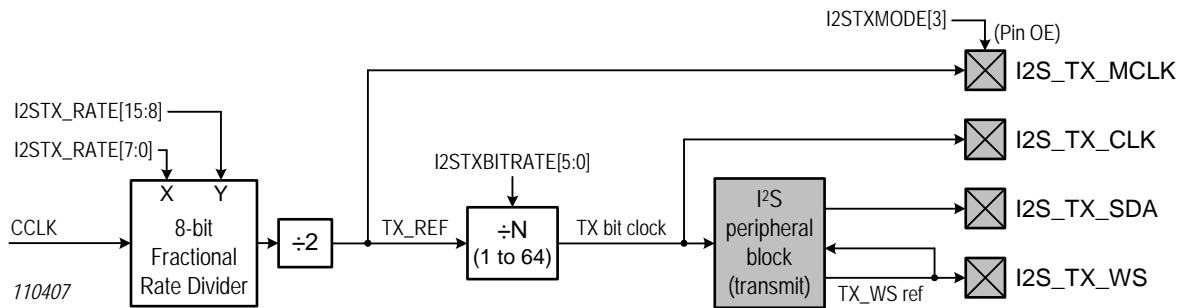 I2STXMODE[3]
(Pin OE)
I2S_TX_MCLK
I2STX_RATE[15:8]
I2STX_RATE[7:0]
I2S_TX_CLK
I2STXBITRATE[5:0]
X Y
8-bit
Fractional
Rate Divider
CCLK
÷2
TX_REF
÷N
(1 to 64)
TX bit clock
I²S
peripheral
block
(transmit)
I2S_TX_SDA
I2S_TX_WS
TX_WS ref
110407